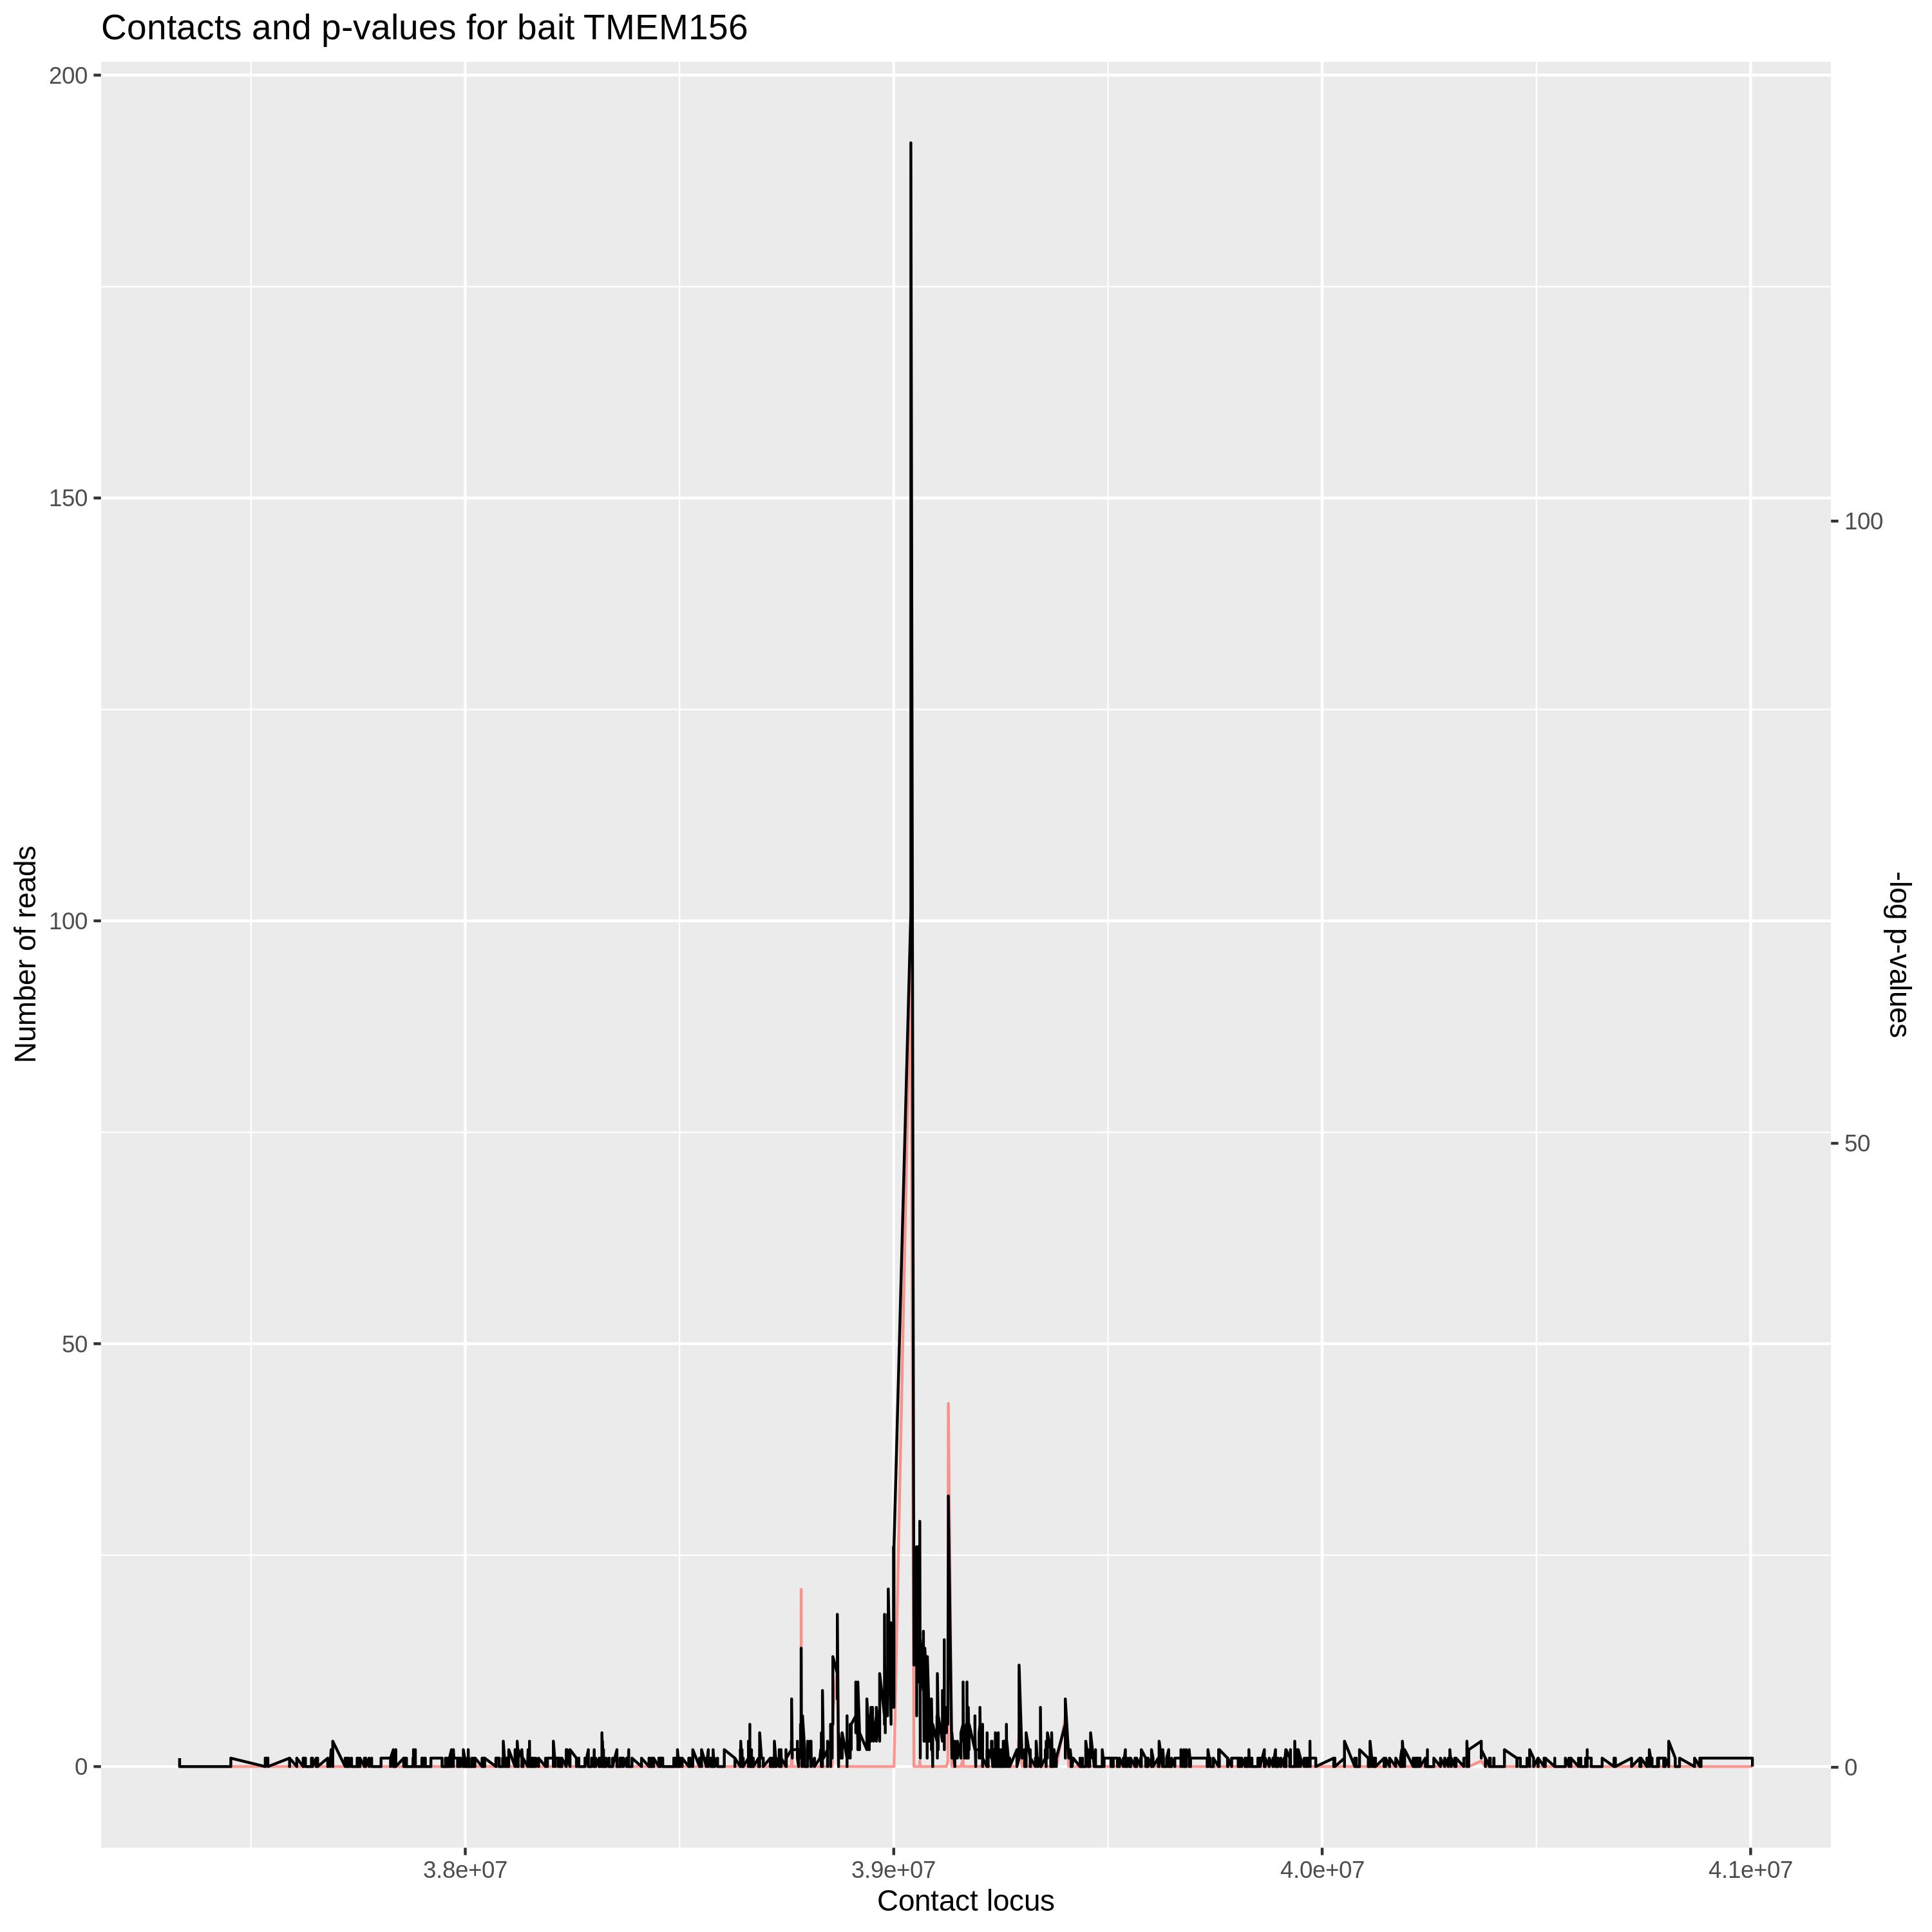 Contacts and p-values for bait TMEM156
Number of reads
200
150
100
50
0
-log p-values
100
50
0
3.8e+07
3.9e+07
4.0e+07
4.1e+07
Contact locus